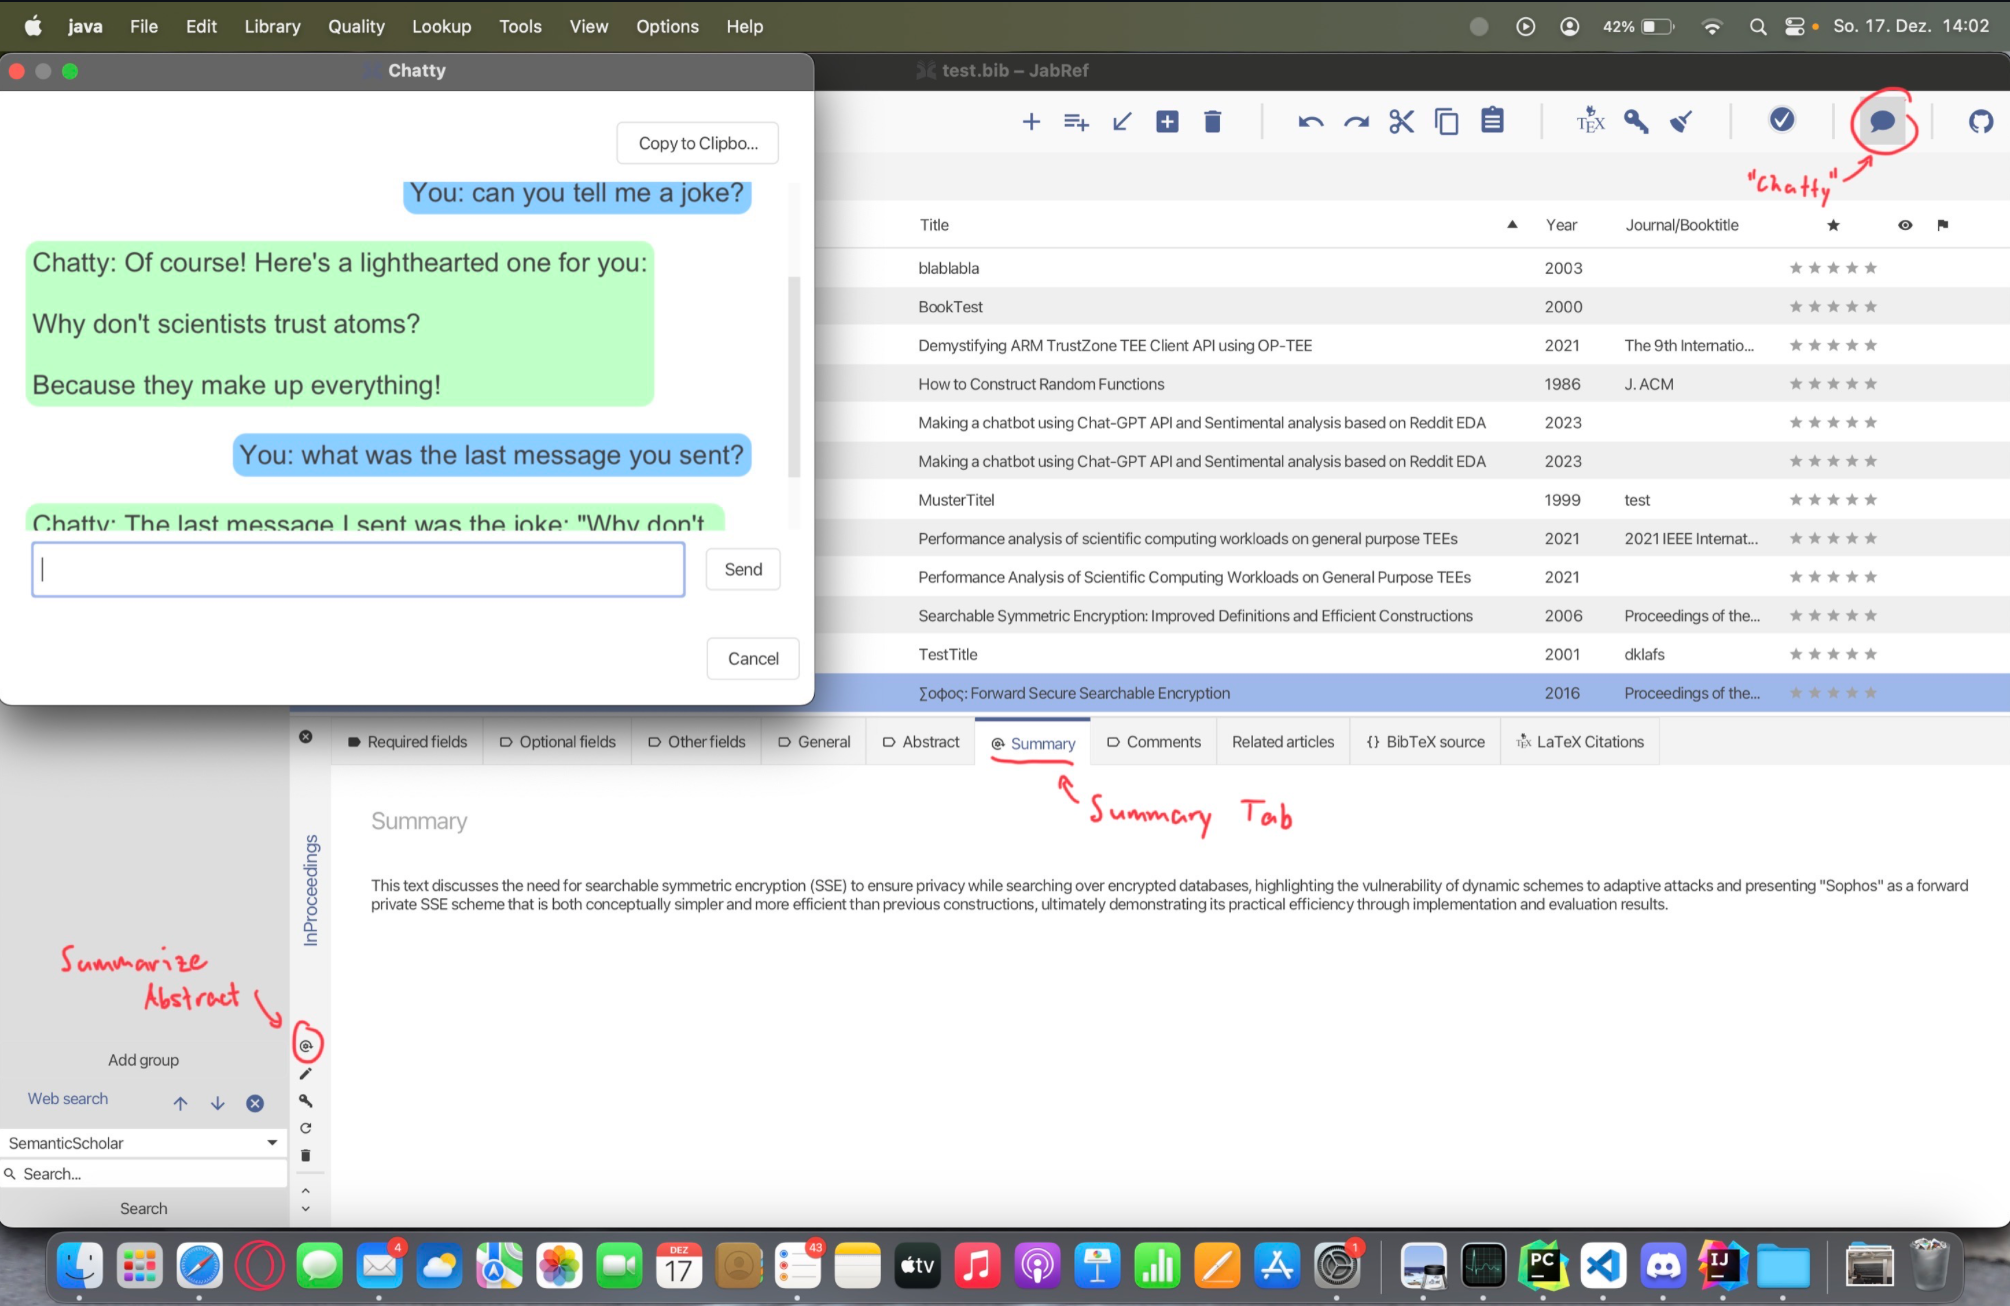 java File Edit Library Quality Lookup Tools View Options Help 42% So. 17. Dez. 14:02
Chatty
test.bib – JabRef
Copy to Clipbo...
You: can you tell me a joke?
Chatty: Of course! Here's a lighthearted one for you:
Why don't scientists trust atoms?
Because they make up everything!
You: what was the last message you sent?
Chatty: The last message I sent was the joke: "Why don't
Send
Cancel
TEX
"Chatty"
Title Year Journal/Booktitle
blablabla 2003
BookTest 2000
Demystifying ARM TrustZone TEE Client API using OP-TEE 2021 The 9th Internatio...
How to Construct Random Functions 1986 J. ACM
Making a chatbot using Chat-GPT API and Sentimental analysis based on Reddit EDA 2023
Making a chatbot using Chat-GPT API and Sentimental analysis based on Reddit EDA 2023
MusterTitel 1999 test
Performance analysis of scientific computing workloads on general purpose TEEs 2021 2021 IEEE Internat...
Performance Analysis of Scientific Computing Workloads on General Purpose TEEs 2021
Searchable Symmetric Encryption: Improved Definitions and Efficient Constructions 2006 Proceedings of the...
TestTitle 2001 dklafs
Σοφος: Forward Secure Searchable Encryption 2016 Proceedings of the...
Required fields Optional fields Other fields General Abstract Summary Comments Related articles {} BibTeX source TEX LaTeX Citations
Summary Tab
Summary
This text discusses the need for searchable symmetric encryption (SSE) to ensure privacy while searching over encrypted databases, highlighting the vulnerability of dynamic schemes to adaptive attacks and presenting "Sophos" as a forward
private SSE scheme that is both conceptually simpler and more efficient than previous constructions, ultimately demonstrating its practical efficiency through implementation and evaluation results.
InProceedings
Summarize
Abstract
Add group
Web search
SemanticScholar
Search...
Search
4
DEZ
17
43
tv
1
PC
IJ